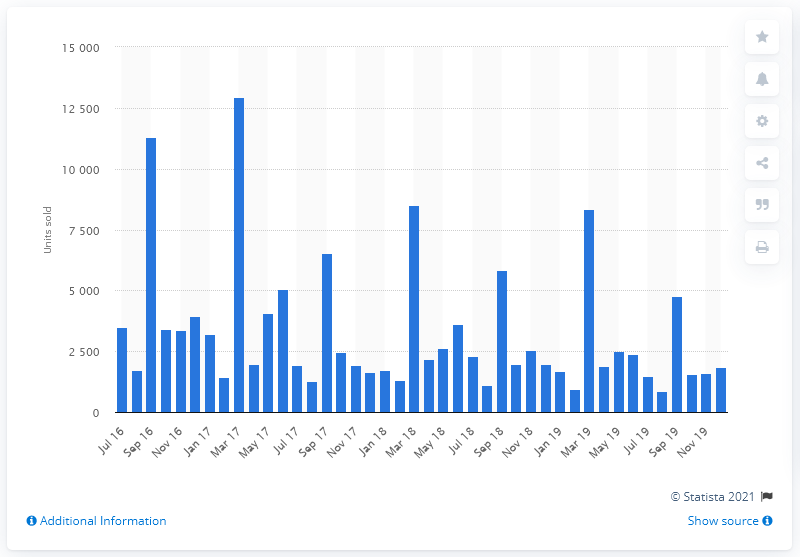 15 000
12 500
10 000
7 500
5 000
2 500
0
Units sold
Jul 16
Sep 16
Nov 16
Jan 17
Mar 17
May 17
Jul 17
Sep 17
Nov 17
Jan 18
Mar 18
May 18
Jul 18
Sep 18
Nov 18
Jan 19
Mar 19
May 19
Jul 19
Sep 19
Nov 19
© Statista 2021
Additional Information
Show source